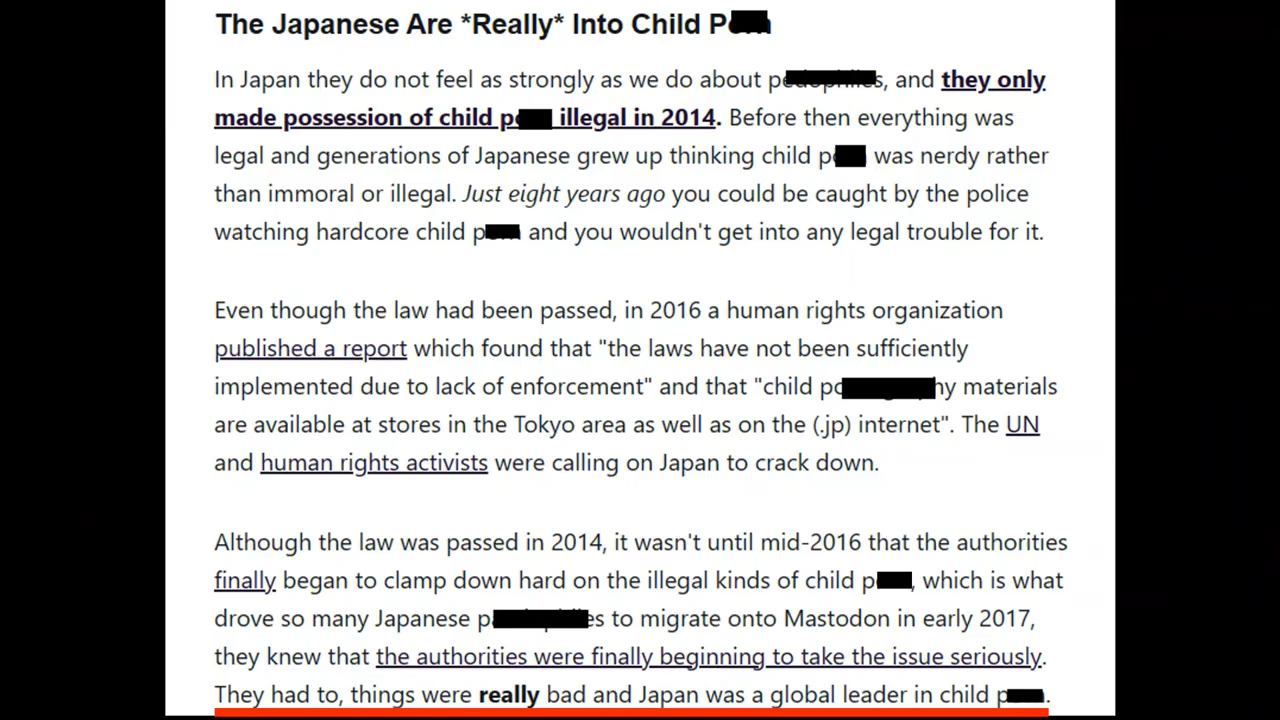 The Japanese Are *Really* Into Child
In Japan they do not feel as strongly as we do about and they only
made possession of child illegal in 2014. Before then everything was
legal and generations of Japanese grew up thinking child was nerdy rather
than immoral or illegal. Just eight years ago you could be caught by the police
watching hardcore child and you wouldn't get into any legal trouble for it.
Even though the law had been passed, in 2016 a human rights organization
published a report which found that "the laws have not been sufficiently
implemented due to lack of enforcement" and that "child materials
are available at stores in the Tokyo area as well as on the (.jp) internet". The UN
and human rights activists were calling on Japan to crack down.
Although the law was passed in 2014, it wasn't until mid-2016 that the authorities
finally began to clamp down hard on the illegal kinds of child which is what
drove so many Japanese to migrate onto Mastodon in early 2017,
they knew that the authorities were finally beginning to take the issue seriously.
They had to, things were really bad and Japan was a global leader in child